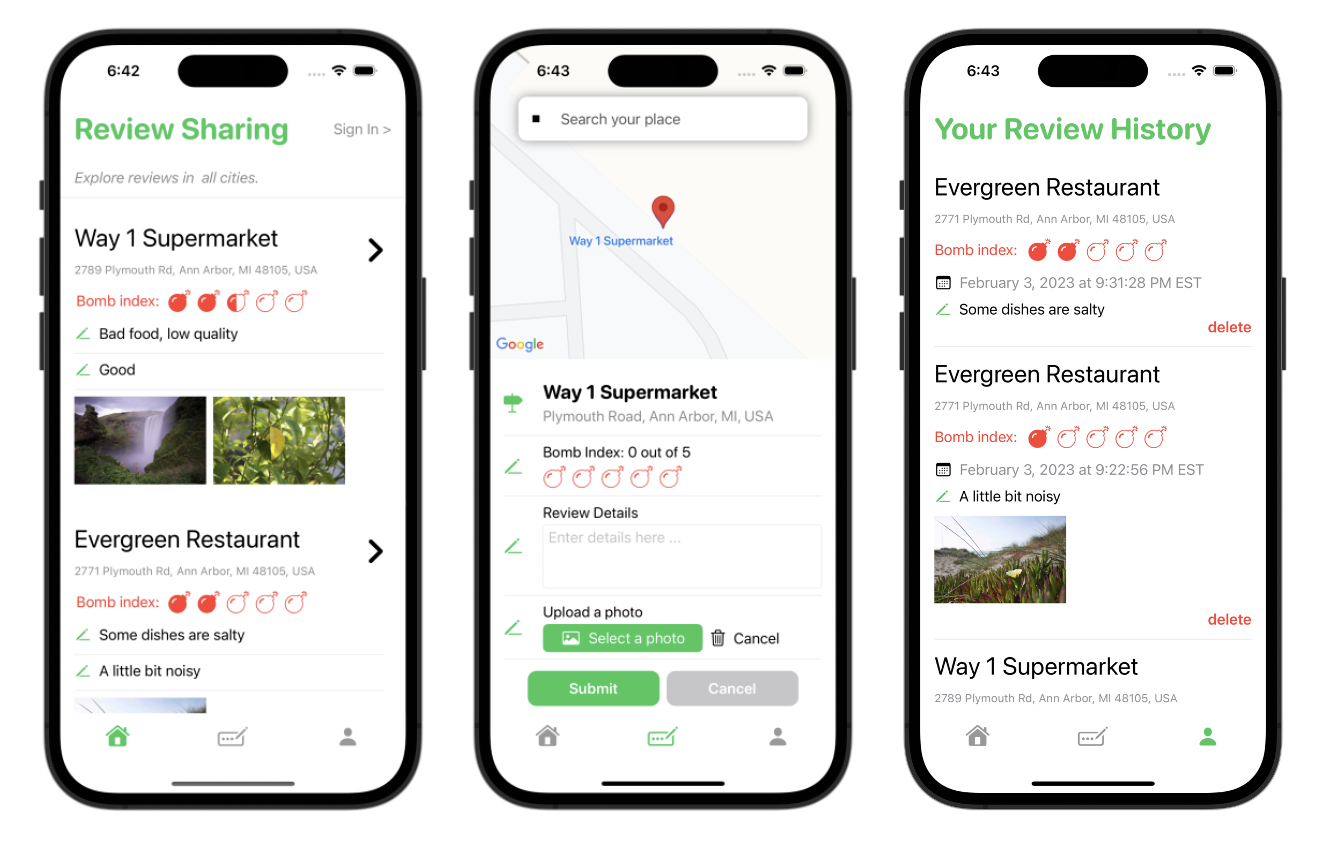 6:42
Review Sharing
Sign In >
Explore reviews in  all cities.
Way 1 Supermarket
2789 Plymouth Rd, Ann Arbor, MI 48105, USA
Bomb index:
Bad food, low quality
Good
Evergreen Restaurant
2771 Plymouth Rd, Ann Arbor, MI 48105, USA
Bomb index:
Some dishes are salty
A little bit noisy
6:43
Search your place
Way 1 Supermarket
Google
Way 1 Supermarket
Plymouth Road, Ann Arbor, MI, USA
Bomb Index: 0 out of 5
Review Details
Enter details here ...
Upload a photo
Select a photo
Cancel
Submit
Cancel
6:43
Your Review History
Evergreen Restaurant
2771 Plymouth Rd, Ann Arbor, MI 48105, USA
Bomb index:
February 3, 2023 at 9:31:28 PM EST
Some dishes are salty
delete
Evergreen Restaurant
2771 Plymouth Rd, Ann Arbor, MI 48105, USA
Bomb index:
February 3, 2023 at 9:22:56 PM EST
A little bit noisy
delete
Way 1 Supermarket
2789 Plymouth Rd, Ann Arbor, MI 48105, USA